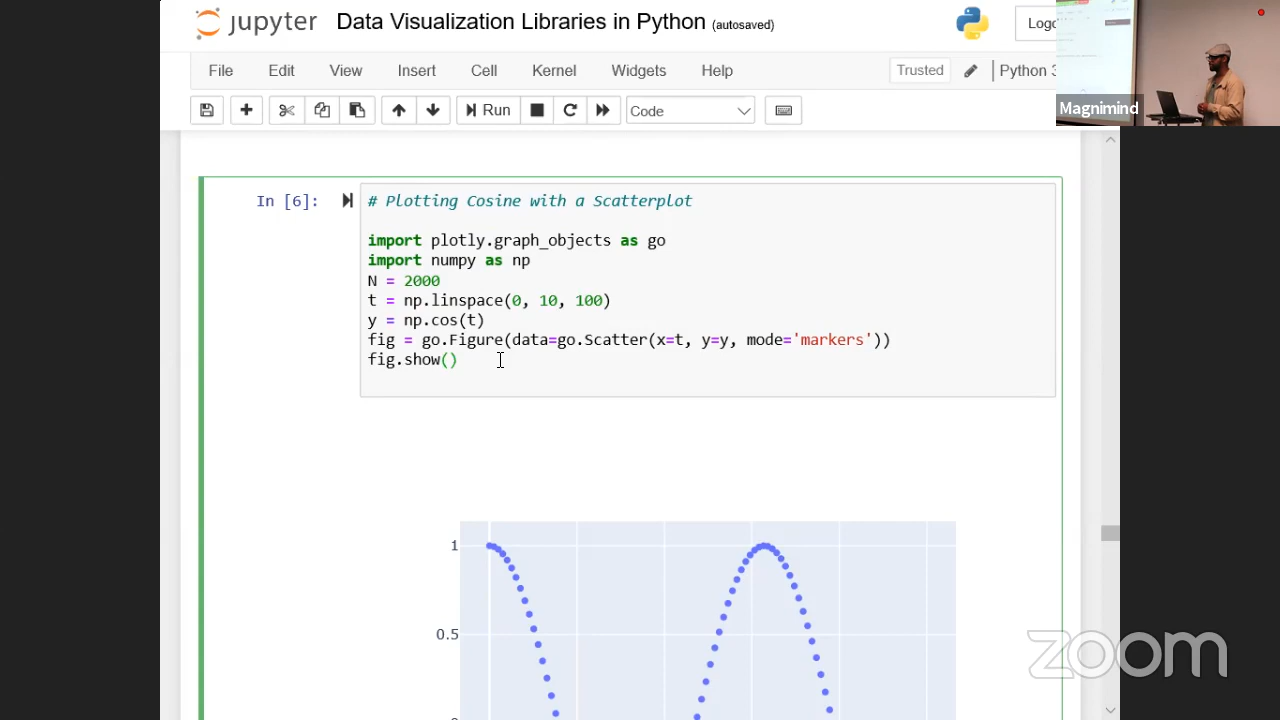 jupyter Data Visualization Libraries in Python (autosaved)
Logo
File Edit View Insert Cell Kernel Widgets Help
Trusted Python 3
Run
Code
Magnimind
In [6]:
# Plotting Cosine with a Scatterplot
import plotly.graph_objects as go
import numpy as np
N = 2000
t = np.linspace(0, 10, 100)
y = np.cos(t)
fig = go.Figure(data=go.Scatter(x=t, y=y, mode='markers'))
fig.show()
1
0.5
zoom